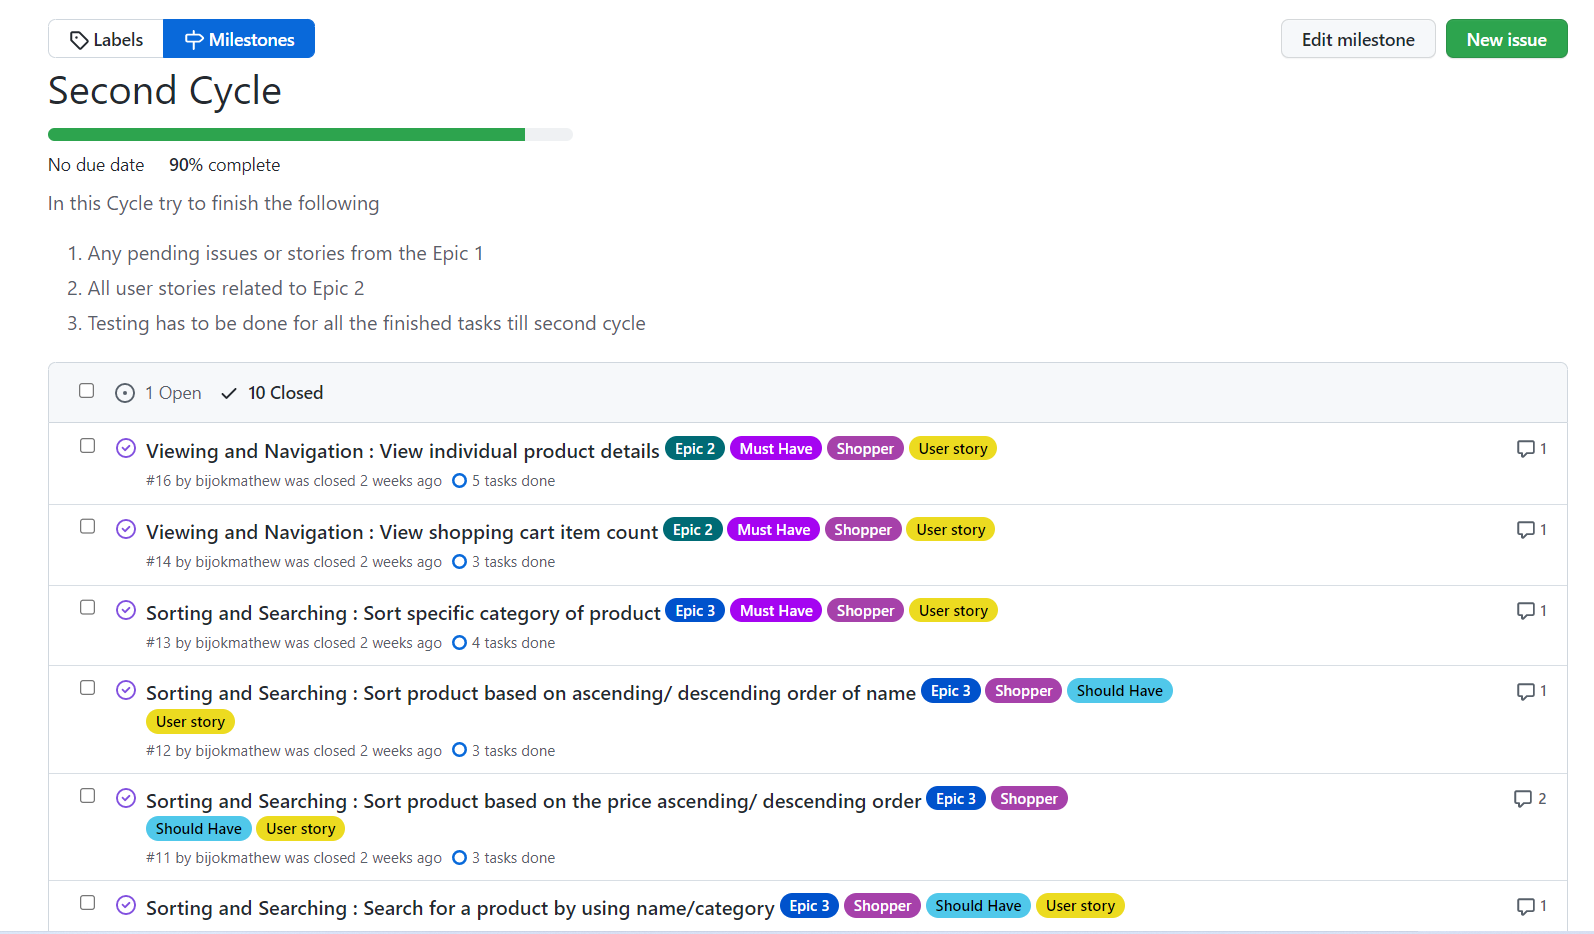 Labels Milestones Edit milestone New issue
Second Cycle
No due date 90% complete
In this Cycle try to finish the following
1. Any pending issues or stories from the Epic 1
2. All user stories related to Epic 2
3. Testing has to be done for all the finished tasks till second cycle
1 Open 10 Closed
Viewing and Navigation : View individual product details Epic 2 Must Have Shopper User story 1
#16 by bijokmathew was closed 2 weeks ago 5 tasks done
Viewing and Navigation : View shopping cart item count Epic 2 Must Have Shopper User story 1
#14 by bijokmathew was closed 2 weeks ago 3 tasks done
Sorting and Searching : Sort specific category of product Epic 3 Must Have Shopper User story 1
#13 by bijokmathew was closed 2 weeks ago 4 tasks done
Sorting and Searching : Sort product based on ascending/ descending order of name Epic 3 Shopper Should Have 1
User story
#12 by bijokmathew was closed 2 weeks ago 3 tasks done
Sorting and Searching : Sort product based on the price ascending/ descending order Epic 3 Shopper 2
Should Have User story
#11 by bijokmathew was closed 2 weeks ago 3 tasks done
Sorting and Searching : Search for a product by using name/category Epic 3 Shopper Should Have User story 1